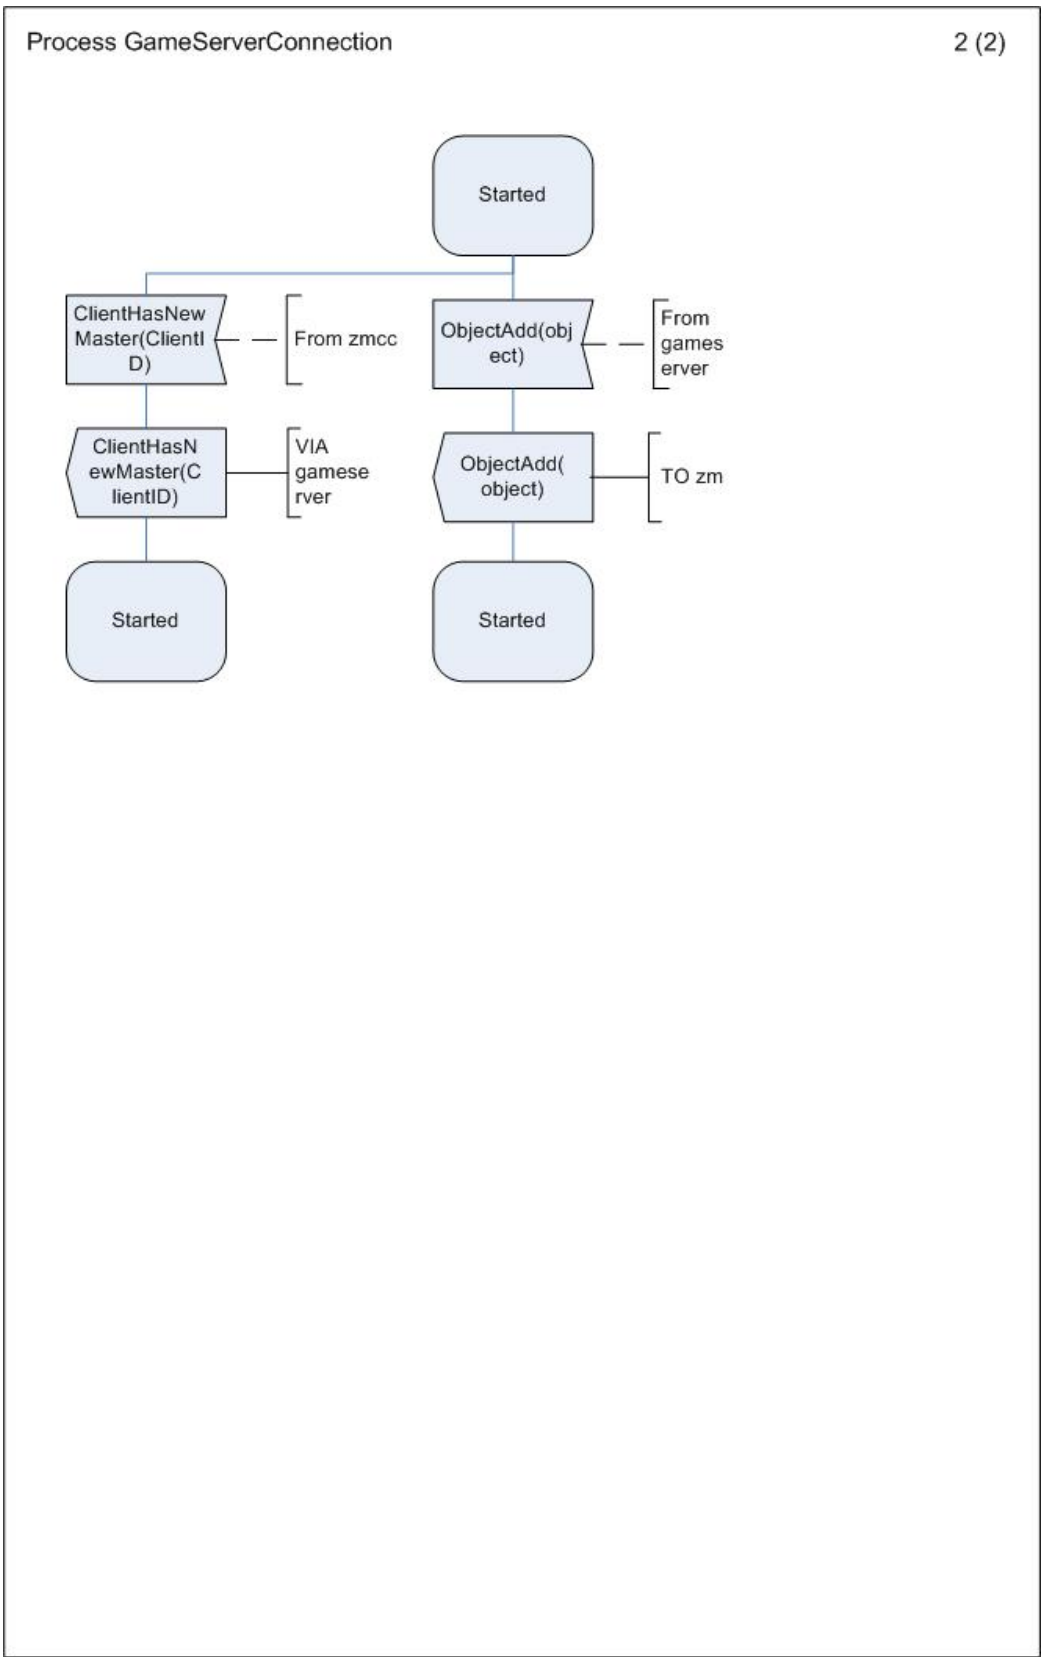 Process GameServerConnection
2 (2)
Started
ClientHasNew
Master(ClientI
D)
From zmcc
ObjectAdd(obj
ect)
From
games
erver
ClientHasN
ewMaster(C
lientID)
VIA
gamese
rver
ObjectAdd(
object)
TO zm
Started
Started